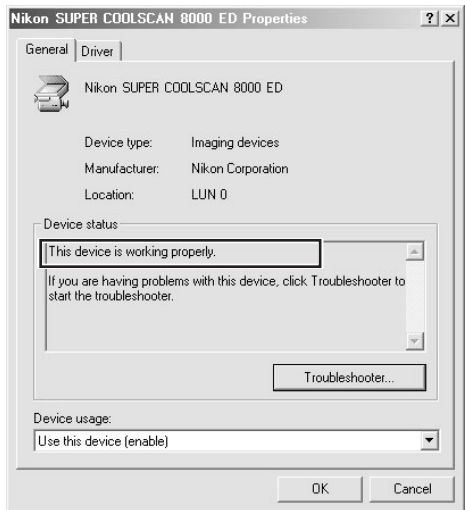 Nikon SUPER COOLSCAN 8000 ED Properties
General Driver
Nikon SUPER COOLSCAN 8000 ED
Device type: Imaging devices
Manufacturer: Nikon Corporation
Location: LUN 0
Device status
This device is working properly.
If you are having problems with this device, click Troubleshooter to
start the troubleshooter.
Troubleshooter...
Device usage:
Use this device (enable)
OK Cancel